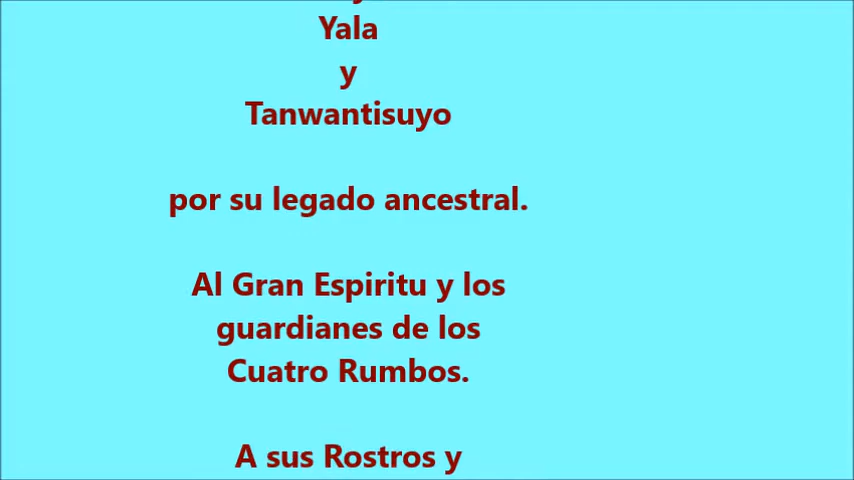 Yala
y
Tanwantisuyo
por su legado ancestral.
Al Gran Espiritu y los
guardianes de los
Cuatro Rumbos.
A sus Rostros y